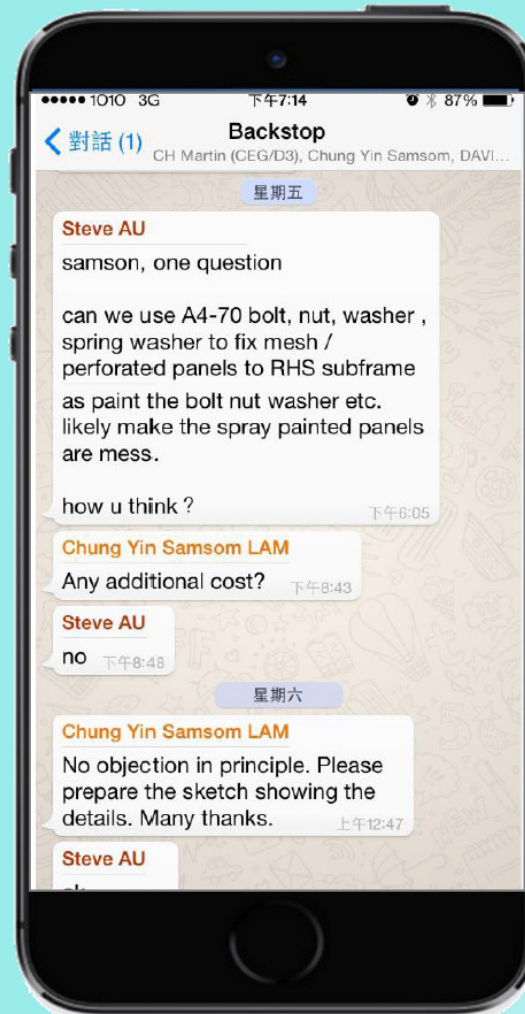 1010 3G 下午7:14 87%
對話 (1) Backstop
CH Martin (CEG/D3), Chung Yin Samsom, DAVI...
星期五
Steve AU
samson, one question
can we use A4-70 bolt, nut, washer ,
spring washer to fix mesh /
perforated panels to RHS subframe
as paint the bolt nut washer etc.
likely make the spray painted panels
are mess.
how u think ?
下午6:05
Chung Yin Samsom LAM
Any additional cost? 下午8:43
Steve AU
no 下午8:48
星期六
Chung Yin Samsom LAM
No objection in principle. Please
prepare the sketch showing the
details. Many thanks. 上午12:47
Steve AU